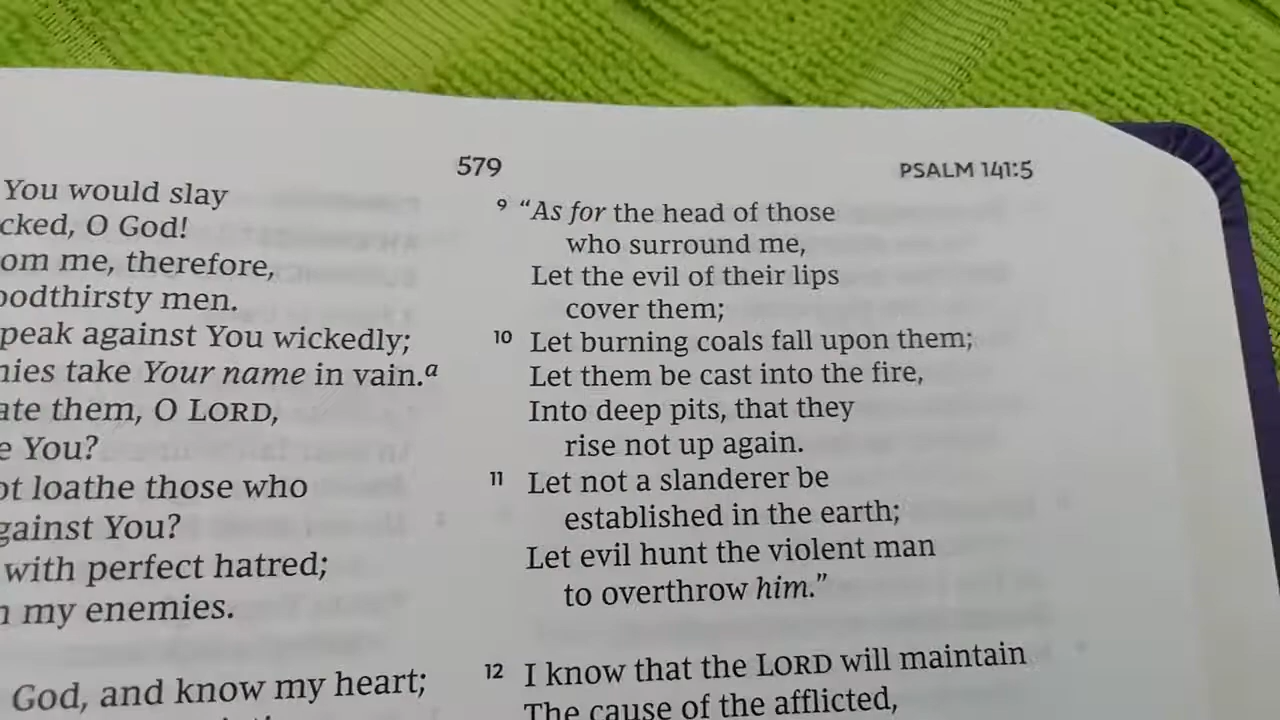 579
PSALM 141:5
You would slay
cked, O God!
om me, therefore,
oodthirsty men.
peak against You wickedly;
nies take Your name in vain.a
ate them, O LORD,
e You?
ot loathe those who
gainst You?
with perfect hatred;
my enemies.
God, and know my heart;
9 “As for the head of those
who surround me,
Let the evil of their lips
cover them;
10 Let burning coals fall upon them;
Let them be cast into the fire,
Into deep pits, that they
rise not up again.
11 Let not a slanderer be
established in the earth;
Let evil hunt the violent man
to overthrow him.”
12 I know that the LORD will maintain
The cause of the afflicted,